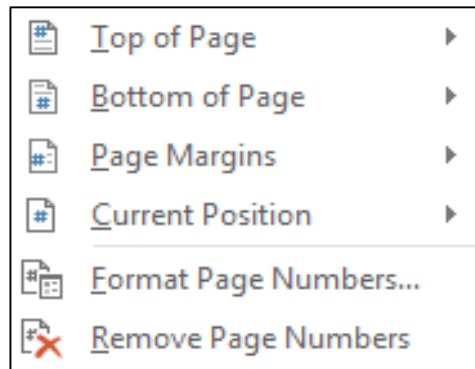 Top of Page
Bottom of Page
Page Margins
Current Position
Format Page Numbers...
Remove Page Numbers